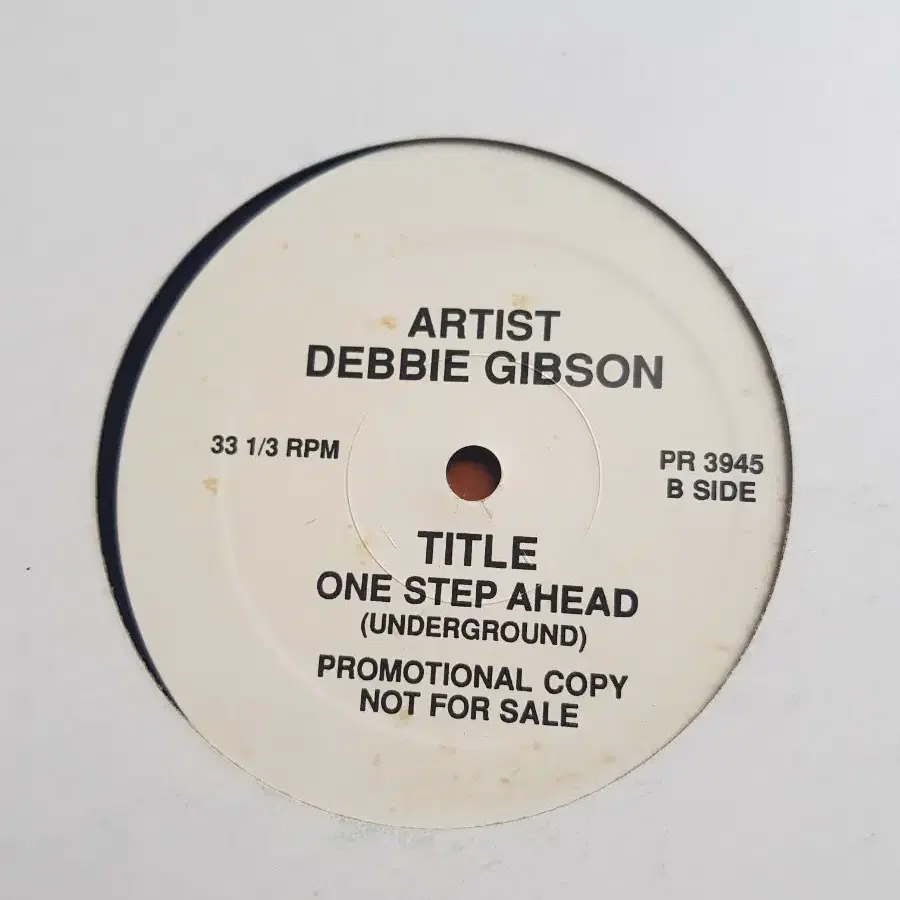 ARTIST
DEBBIE GIBSON
33 1/3 RPM
PR 3945
B SIDE
TITLE
ONE STEP AHEAD
(UNDERGROUND)
PROMOTIONAL COPY
NOT FOR SALE